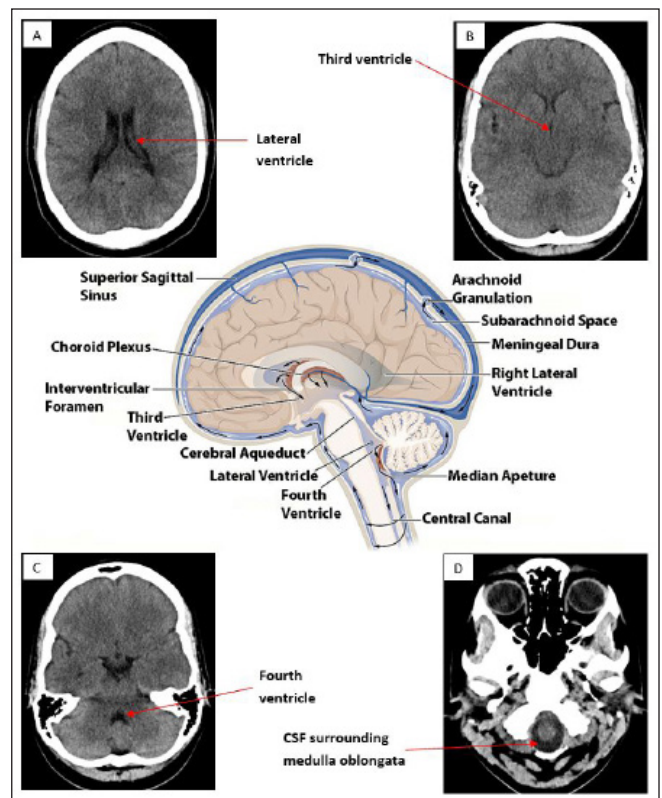 A
B
Third ventricle
Lateral
ventricle
Superior Sagittal
Sinus
Choroid Plexus
Interventricular
Foramen
Third
Ventricle
Cerebral Aqueduct
Lateral Ventricle
Fourth
Ventricle
Arachnoid
Granulation
Subarachnoid Space
Meningeal Dura
Right Lateral
Ventricle
Median Apeture
Central Canal
C
D
Fourth
ventricle
CSF surrounding
medulla oblongata